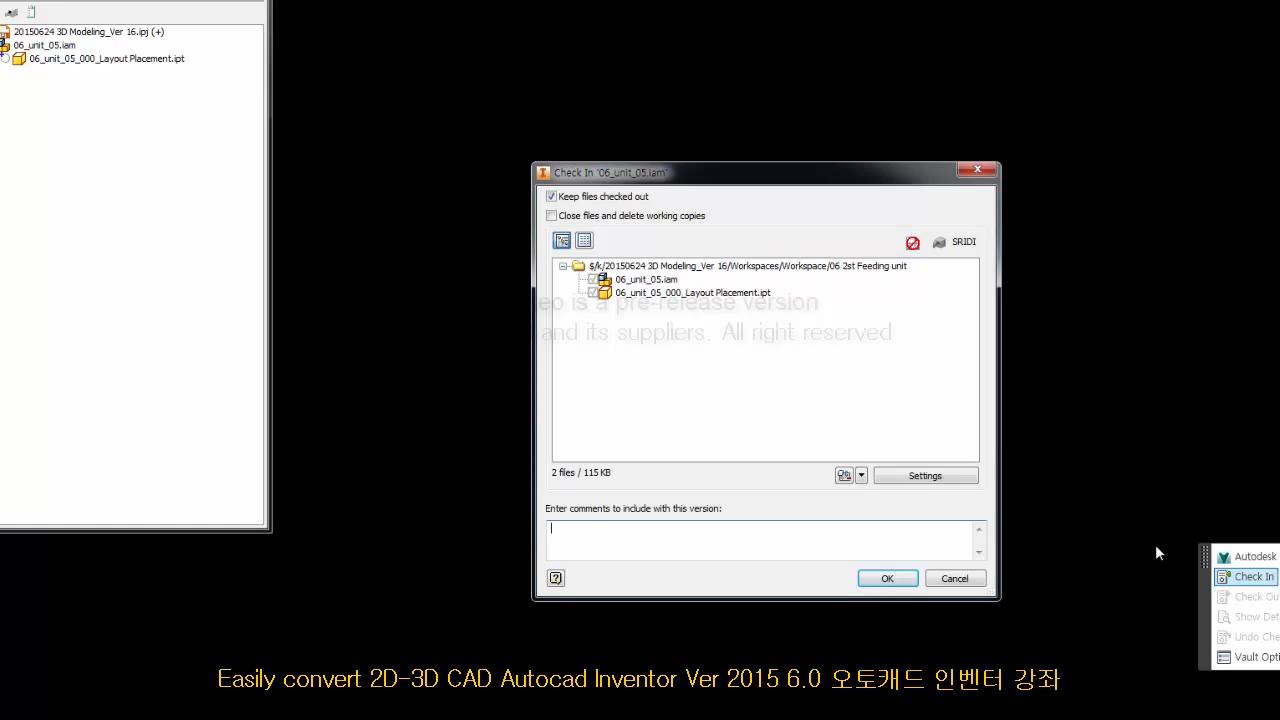 20150624 3D Modeling_Ver 16.ipj (+)
06_unit_05.iam
06_unit_05_000_Layout Placement.ipt
Check In '06_unit_05.iam'
Keep files checked out
Close files and delete working copies
SRIDI
$/k/20150624 3D Modeling_Ver 16/Workspaces/Workspace/06 2st Feeding unit
06_unit_05.iam
06_unit_05_000_Layout Placement.ipt
eo is a pre-release version
and its suppliers. All right reserved
2 files / 115 KB
Settings
Enter comments to include with this version:
OK
Cancel
Autodesk
Check In
Check Ou
Show Det
Undo Che
Vault Opti
Easily convert 2D-3D CAD Autocad Inventor Ver 2015 6.0 오토캐드 인벤터 강좌